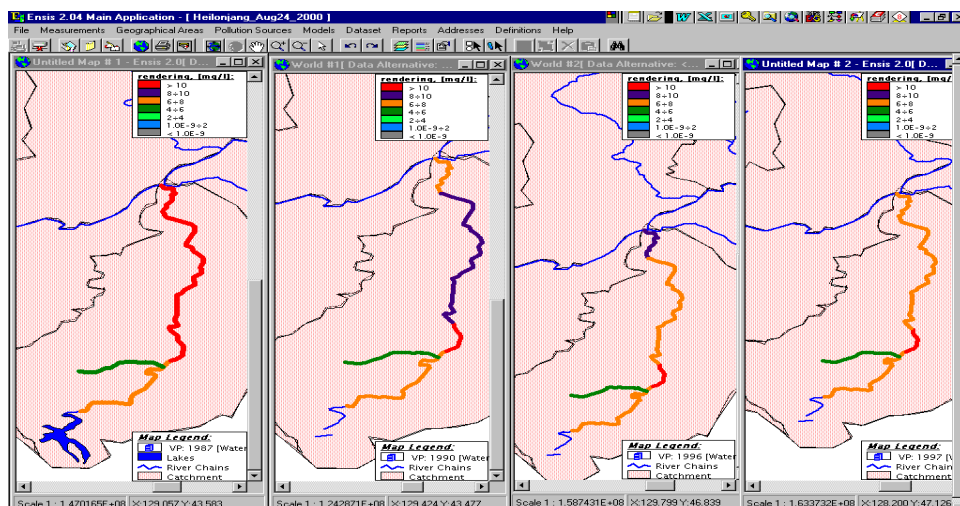 Ensis 2.04 Main Application - [ Heilonjang_Aug24_2000 ]
File Measurements Geographical Areas Pollution Sources Models Dataset Reports Addresses Definitions Help
Untitled Map # 1 - Ensis 2.0[ D...
rendering, [mg/l]:
> 10
8÷10
6÷8
4÷6
2÷4
1.0E-9÷2
< 1.0E-9
Map Legend:
VP: 1987 [Water
Lakes
River Chains
Catchment
Scale 1 : 1.470165E+08 X:129.057 Y:43.583
World #1[ Data Alternative: ...
rendering, [mg/l]:
> 10
8÷10
6÷8
4÷6
2÷4
1.0E-9÷2
< 1.0E-9
Map Legend:
VP: 1990 [Water
River Chains
Catchment
Scale 1 : 1.242871E+08 X:129.424 Y:43.477
World #2[ Data Alternative: <...
rendering, [mg/l]:
> 10
8÷10
6÷8
4÷6
2÷4
1.0E-9÷2
< 1.0E-9
Map Legend:
VP: 1996 [Water
River Chains
Catchment
Scale 1 : 1.587431E+08 X:129.799 Y:46.839
Untitled Map # 2 - Ensis 2.0[ D...
rendering, [mg/l]:
> 10
8÷10
6÷8
4÷6
2÷4
1.0E-9÷2
< 1.0E-9
Map Legend:
VP: 1997 [Water
River Chains
Catchment
Scale 1 : 1.633732E+08 X:128.200 Y:47.126